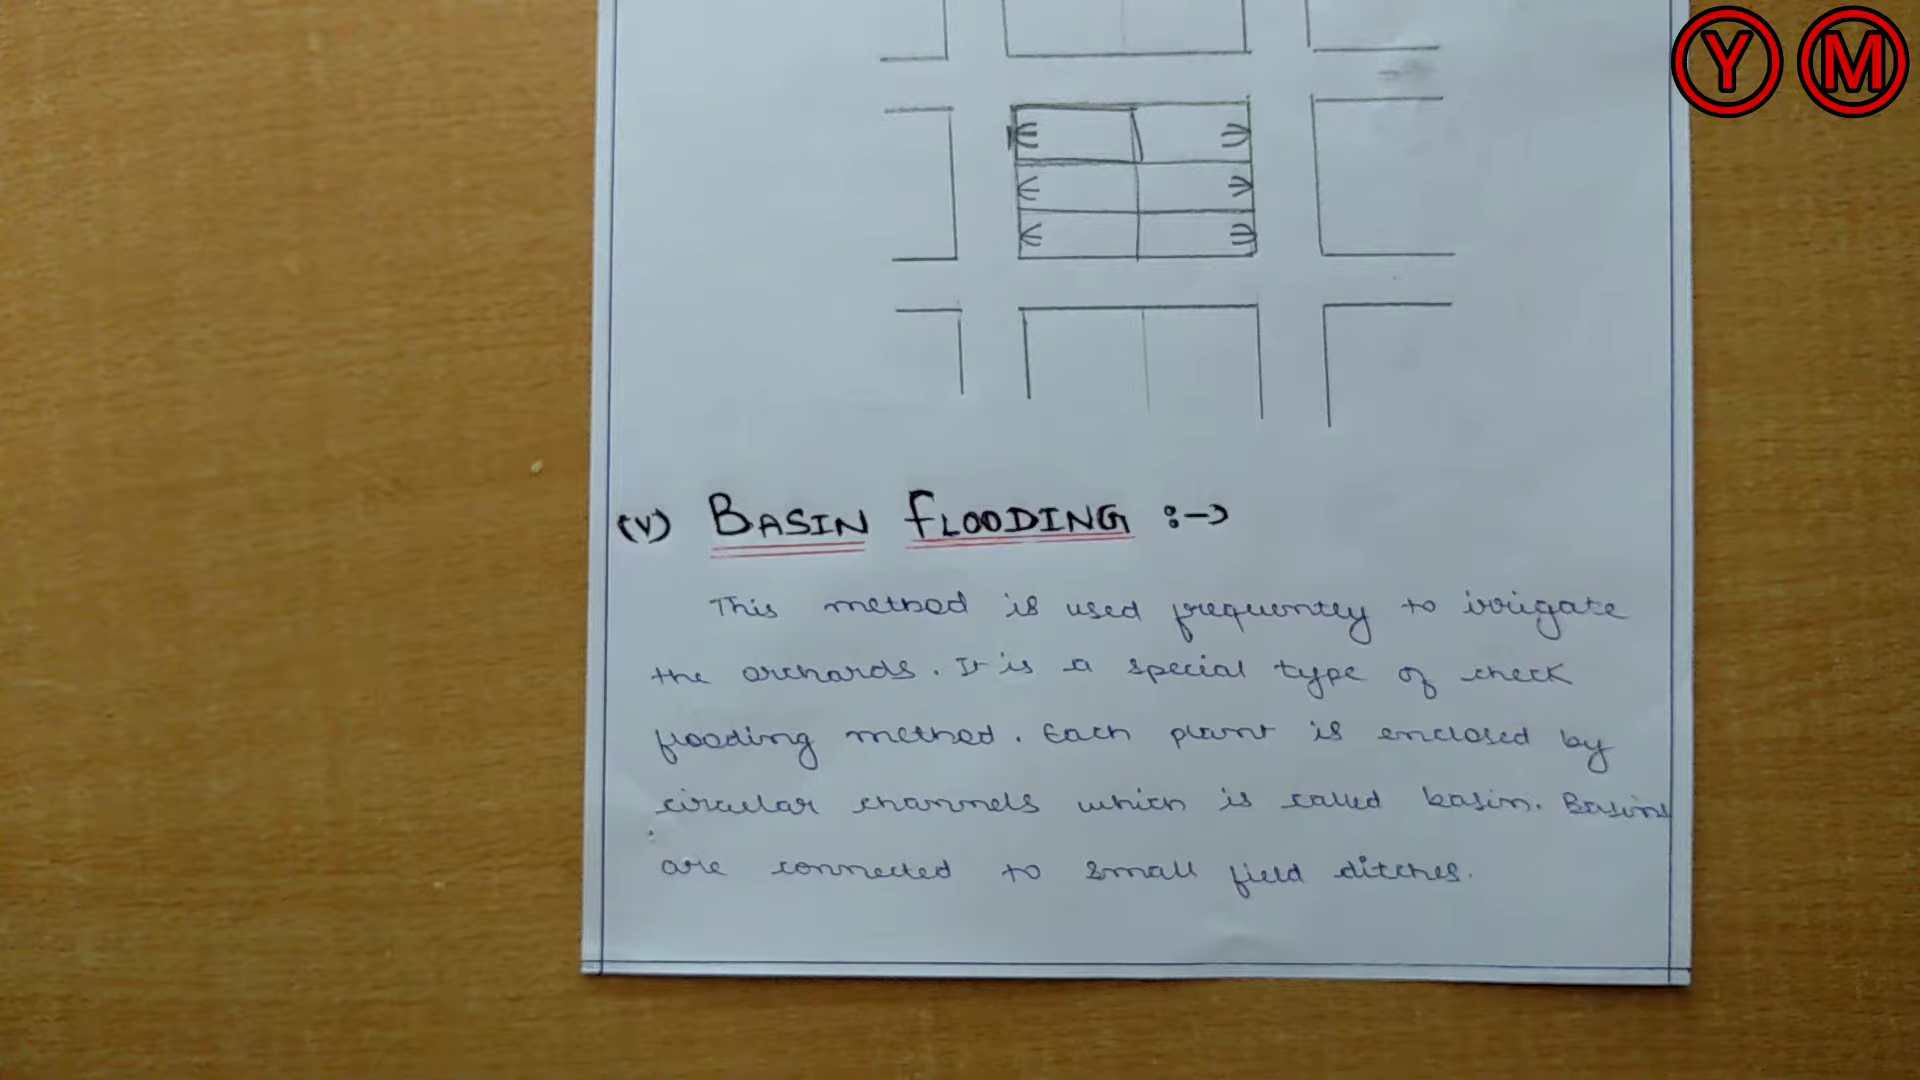 Y M
(V) BASIN FLOODING :->
This method is used frequently to irrigate
the orchards. It is a special type of check
flooding method. Each plant is enclosed by
circular channels which is called basin. Basins
are connected to small field ditches.